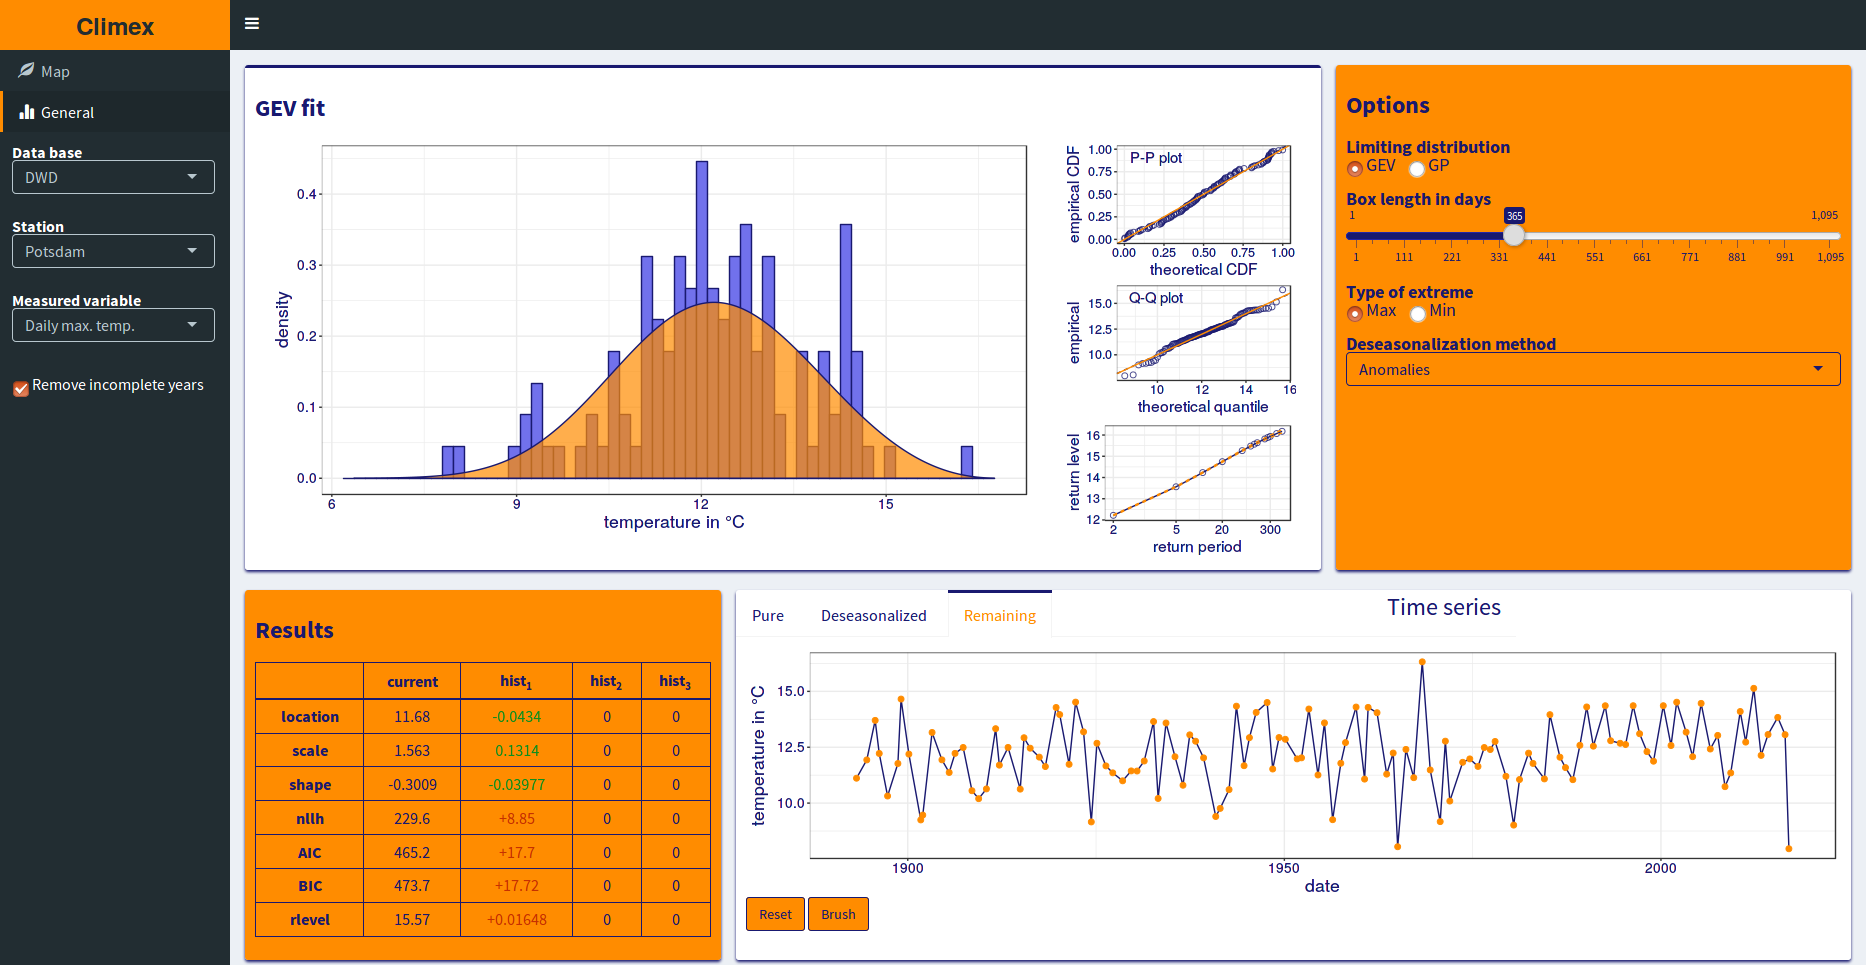 Climex
Map
General
Data base
DWD
Station
Potsdam
Measured variable
Daily max. temp.
Remove incomplete years
GEV fit
density
0.4
0.3
0.2
0.1
0.0
6 9 12 15
temperature in °C
P-P plot
empirical CDF
1.00
0.75
0.50
0.25
0.00
0.00 0.25 0.50 0.75 1.00
theoretical CDF
Q-Q plot
empirical
15.0
12.5
10.0
10 12 14 16
theoretical quantile
return level
16
15
14
13
12
2 5 20 300
return period
Options
Limiting distribution
GEV GP
Box length in days
1 365 1,095
1 111 221 331 441 551 661 771 881 991 1,095
Type of extreme
Max Min
Deseasonalization method
Anomalies
Results
current hist1 hist2 hist3
location 11.68 -0.0434 0 0
scale 1.563 0.1314 0 0
shape -0.3009 -0.03977 0 0
nllh 229.6 +8.85 0 0
AIC 465.2 +17.7 0 0
BIC 473.7 +17.72 0 0
rlevel 15.57 +0.01648 0 0
Pure Deseasonalized Remaining Time series
temperature in °C
15.0
12.5
10.0
1900 1950 2000
date
Reset Brush